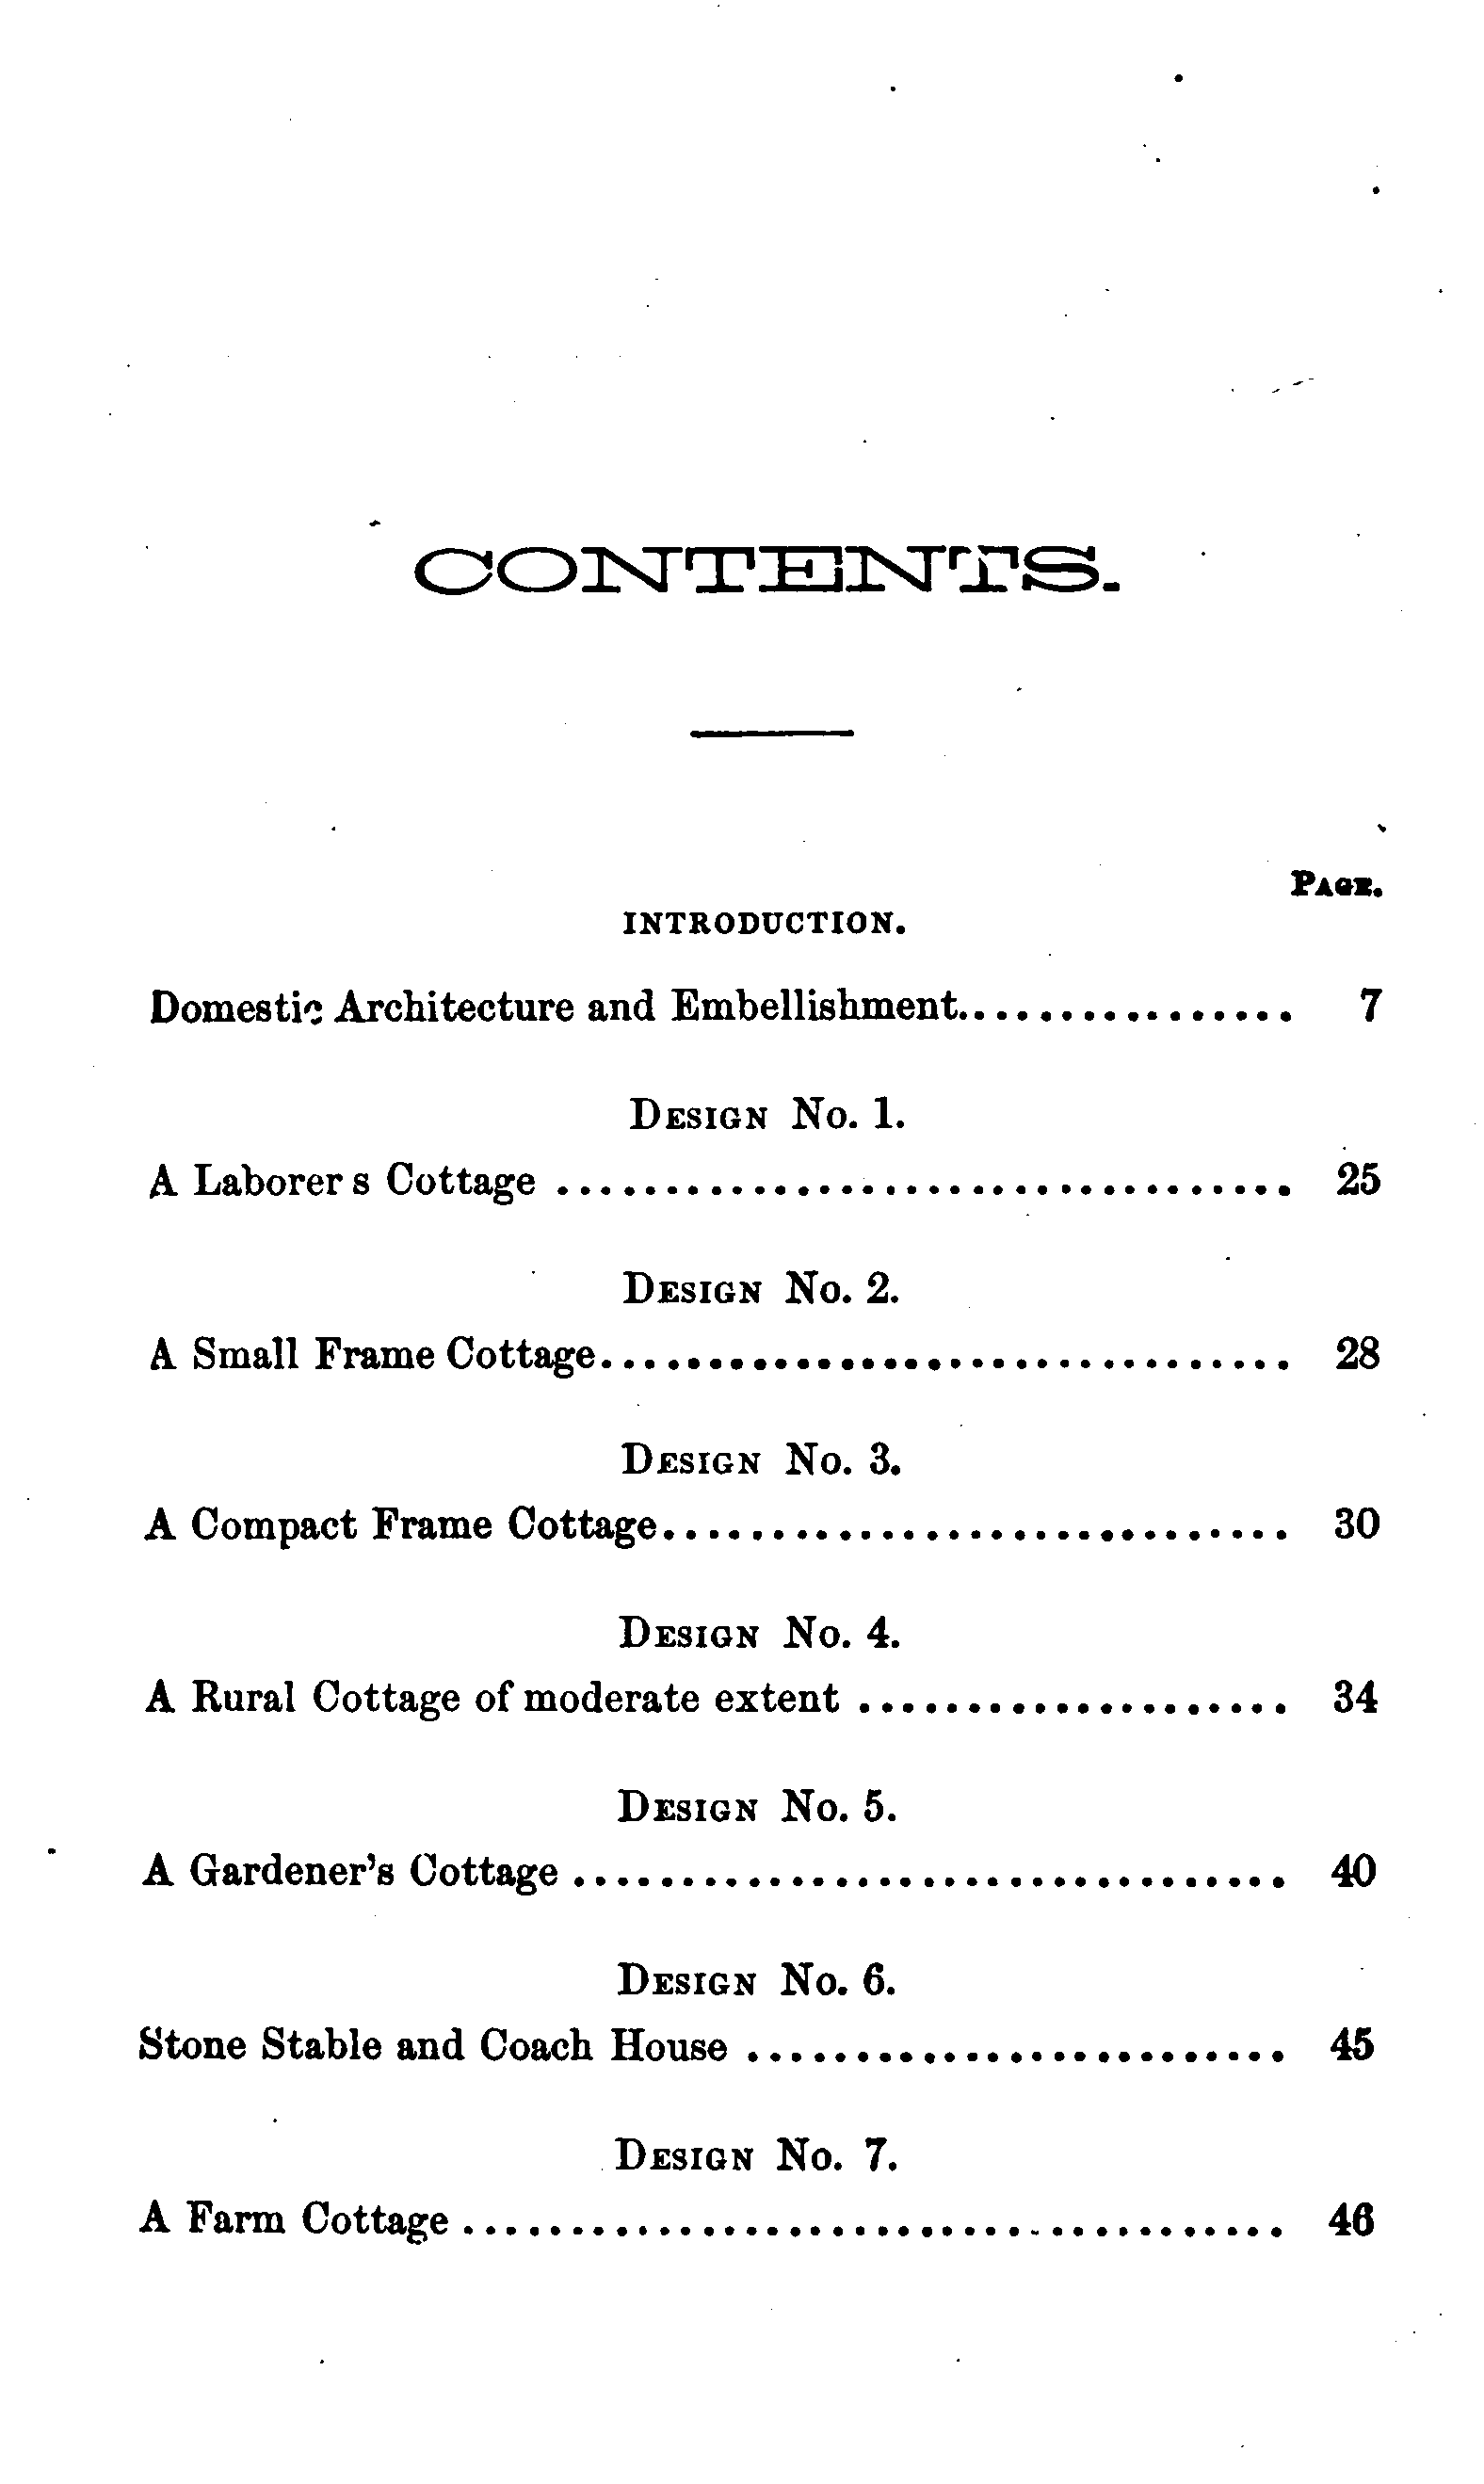 CONTENTS.
PAGE.
INTRODUCTION.
Domestic Architecture and Embellishment................ 7
DESIGN No. 1.
A Laborer s Cottage .................................. 25
DESIGN No. 2.
A Small Frame Cottage................................ 28
DESIGN No. 3.
A Compact Frame Cottage............................. 30
DESIGN No. 4.
A Rural Cottage of moderate extent .................... 34
DESIGN No. 5.
A Gardener's Cottage ................................. 40
DESIGN No. 6.
Stone Stable and Coach House ......................... 45
DESIGN No. 7.
A Farm Cottage ...................................... 46